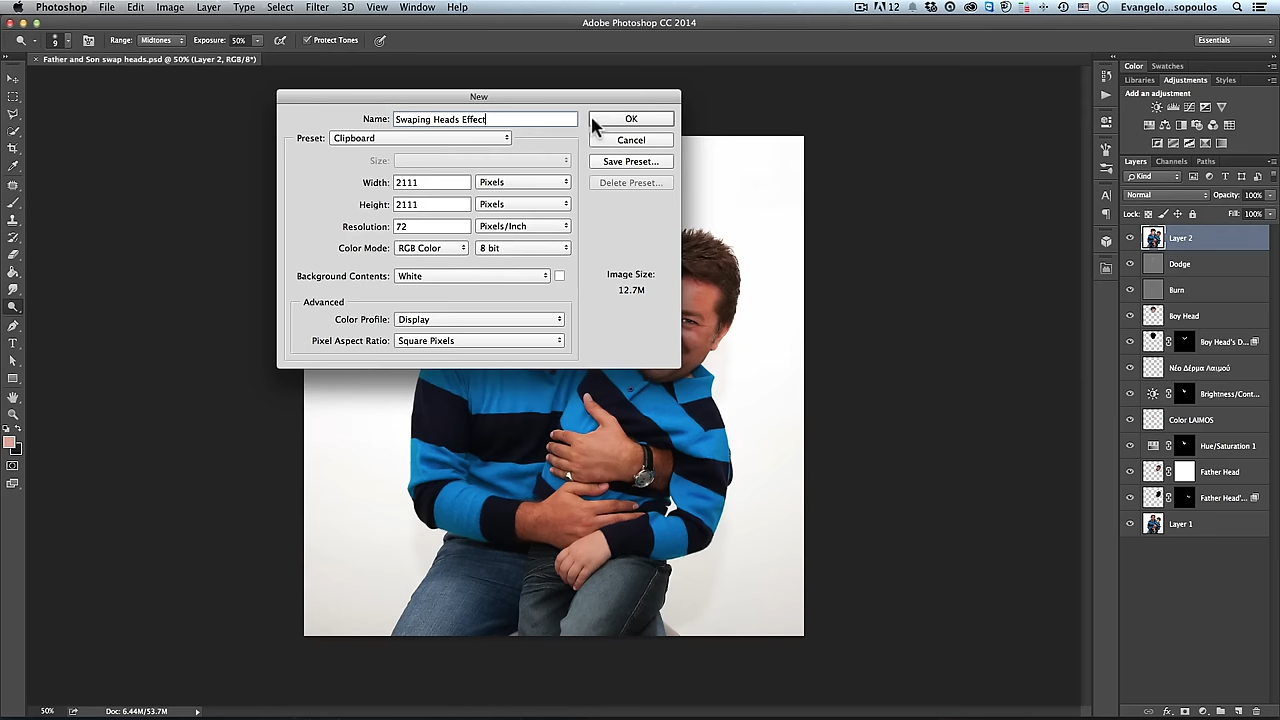 Photoshop File Edit Image Layer Type Select Filter 3D View Window Help 12 Evangelo...sopoulos
Adobe Photoshop CC 2014
9 Range: Midtones Exposure: 50% Protect Tones Essentials
× Father and Son swap heads.psd @ 50% (Layer 2, RGB/8*)
Color Swatches
Libraries Adjustments Styles
Add an adjustment
Layers Channels Paths
Kind
Normal Opacity: 100%
Lock: Fill: 100%
Layer 2
Dodge
Burn
Boy Head
Boy Head's D...
Νέο Δέρμα Λαιμού
Brightness/Cont...
Color LAIMOS
Hue/Saturation 1
Father Head
Father Head'...
Layer 1
New
Name: Swaping Heads Effect OK
Preset: Clipboard Cancel
Size: Save Preset...
Width: 2111 Pixels Delete Preset...
Height: 2111 Pixels
Resolution: 72 Pixels/Inch
Color Mode: RGB Color 8 bit
Background Contents: White Image Size:
12.7M
Advanced
Color Profile: Display
Pixel Aspect Ratio: Square Pixels
50% Doc: 6.44M/53.7M